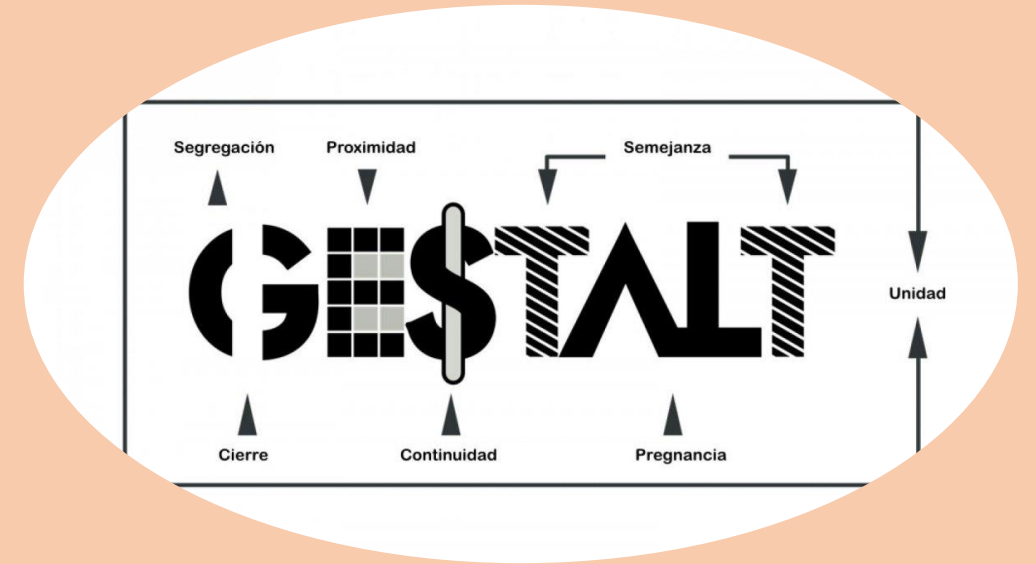 Segregación Proximidad Semejanza
GESTALT
Unidad
Cierre Continuidad Pregnancia